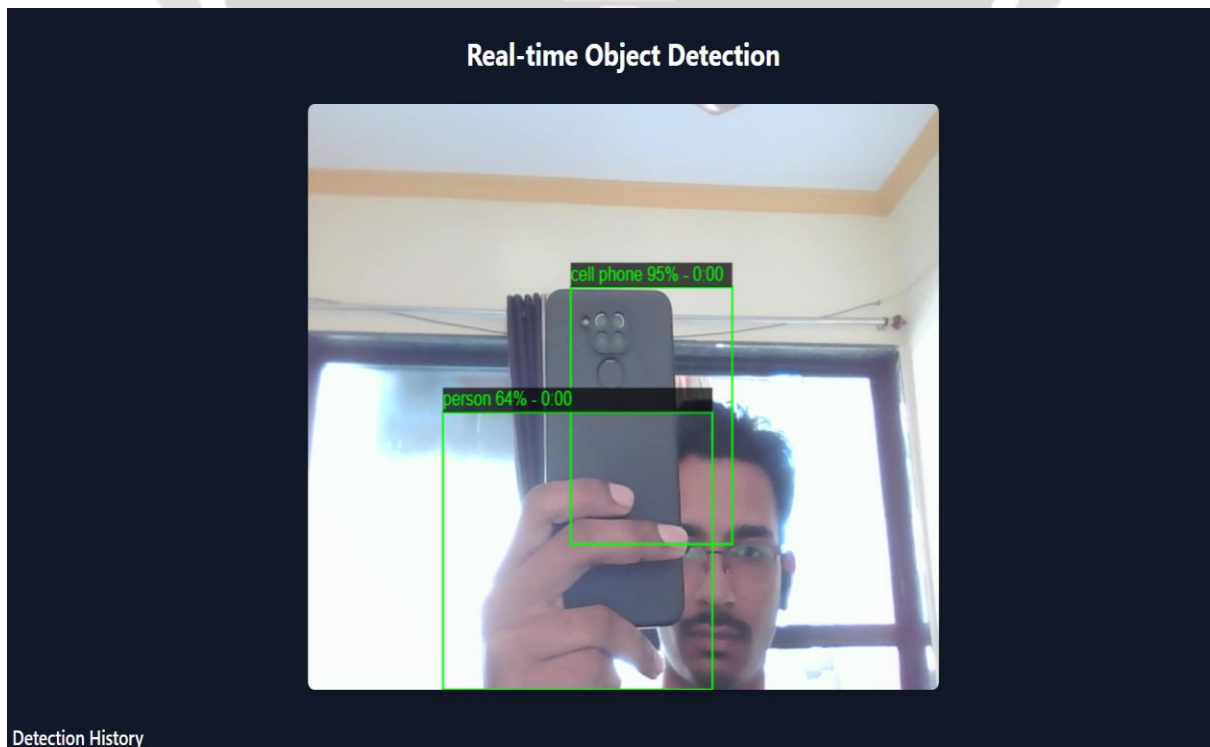 Real-time Object Detection
cell phone 95% - 0:00
person 64% - 0:00
Detection History